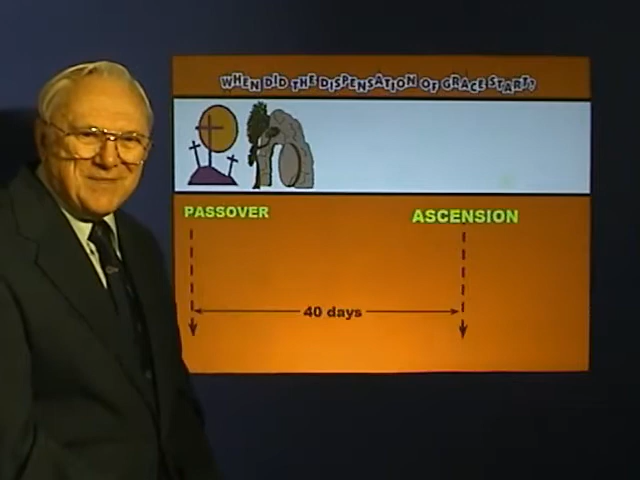 WHEN DID THE DISPENSATION OF GRACE START?
PASSOVER
ASCENSION
40 days